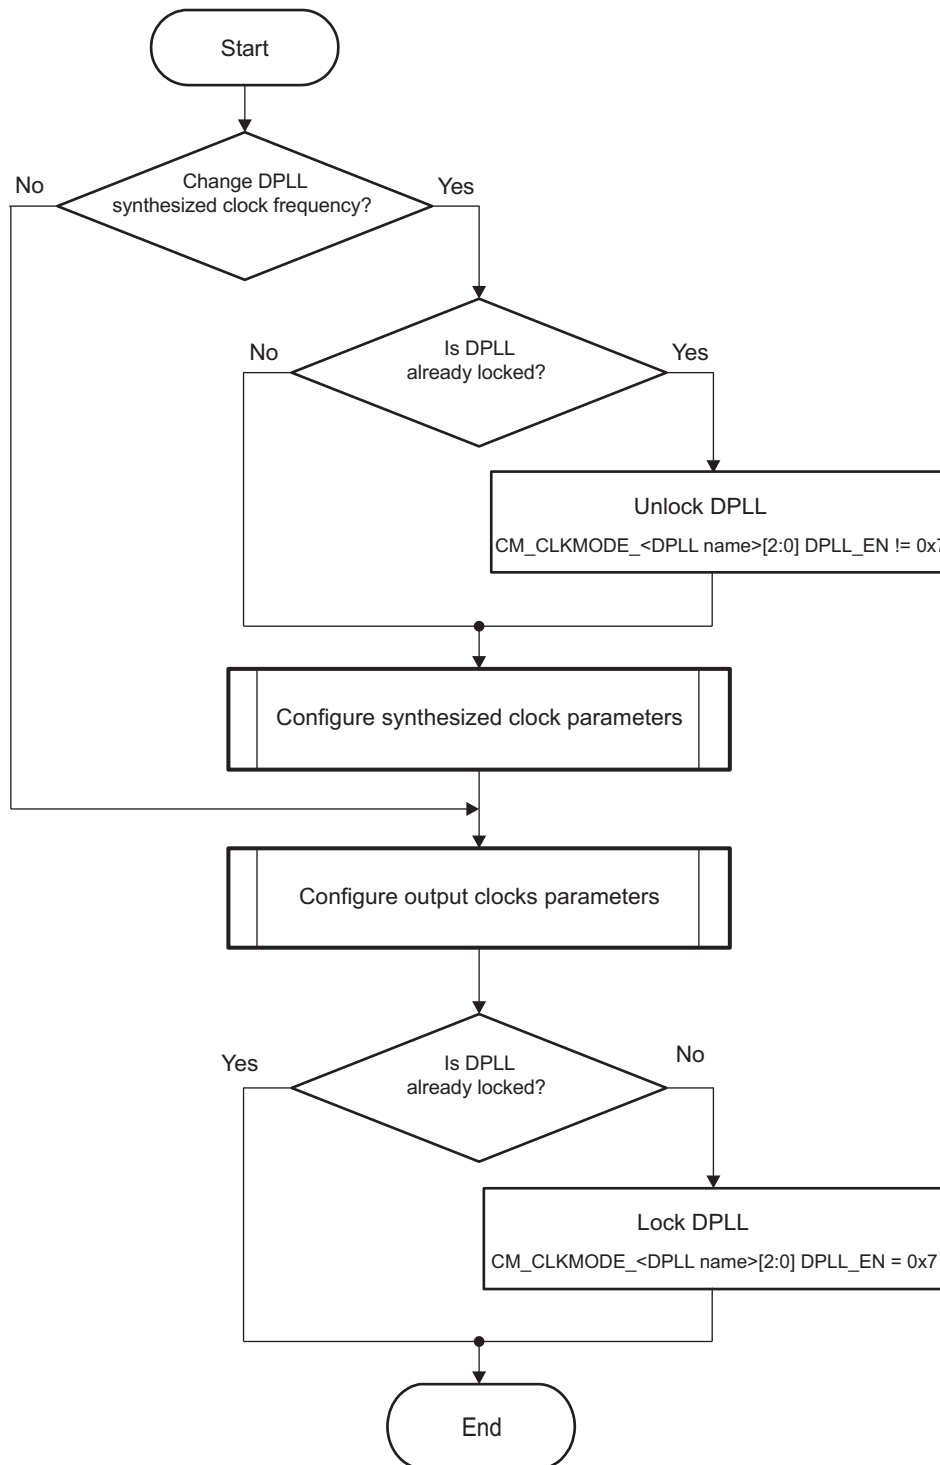 Start
Change DPLL
synthesized clock frequency?
No
Yes
Is DPLL
already locked?
No
Yes
Unlock DPLL
CM_CLKMODE_<DPLL name>[2:0] DPLL_EN != 0x7
Configure synthesized clock parameters
Configure output clocks parameters
Is DPLL
already locked?
Yes
No
Lock DPLL
CM_CLKMODE_<DPLL name>[2:0] DPLL_EN = 0x7
End